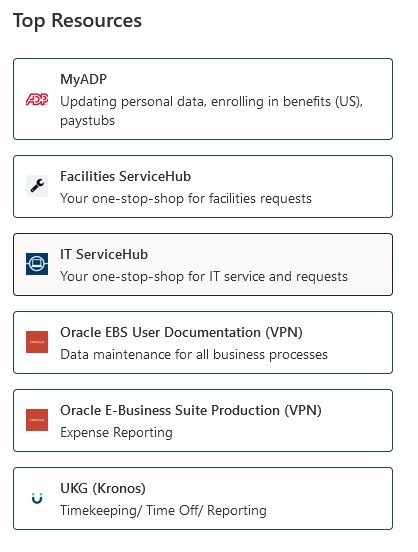 Top Resources
MyADP
Updating personal data, enrolling in benefits (US),
paystubs
Facilities ServiceHub
Your one-stop-shop for facilities requests
IT ServiceHub
Your one-stop-shop for IT service and requests
Oracle EBS User Documentation (VPN)
Data maintenance for all business processes
Oracle E-Business Suite Production (VPN)
Expense Reporting
UKG (Kronos)
Timekeeping/ Time Off/ Reporting
ADP
ORACLE
ORACLE